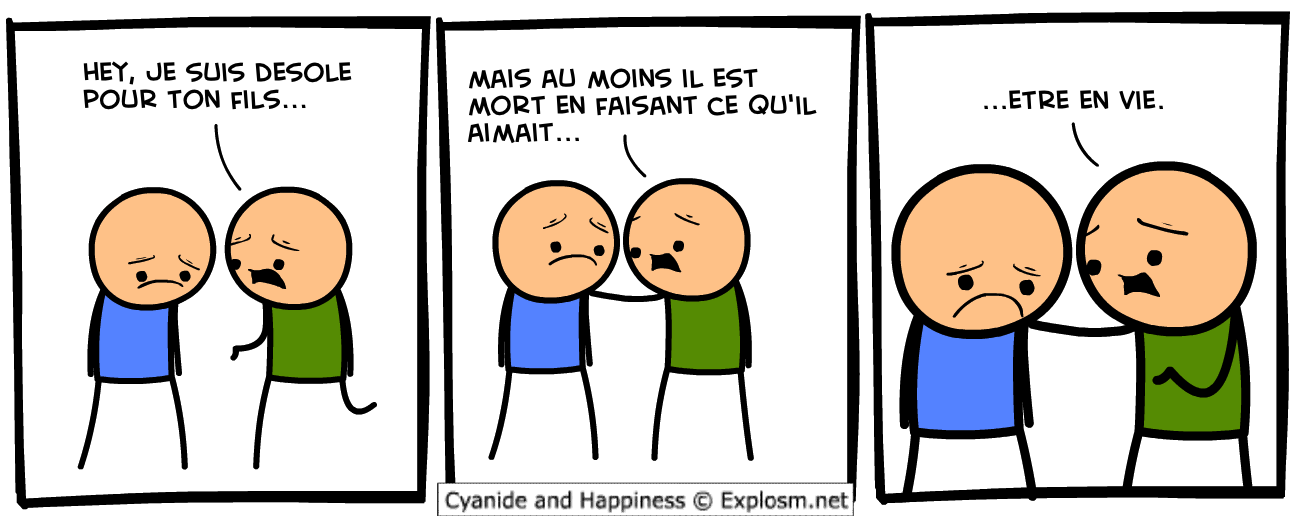 HEY, JE SUIS DESOLE
POUR TON FILS...
MAIS AU MOINS IL EST
MORT EN FAISANT CE QU'IL
AIMAIT...
...ETRE EN VIE.
Cyanide and Happiness © Explosm.net